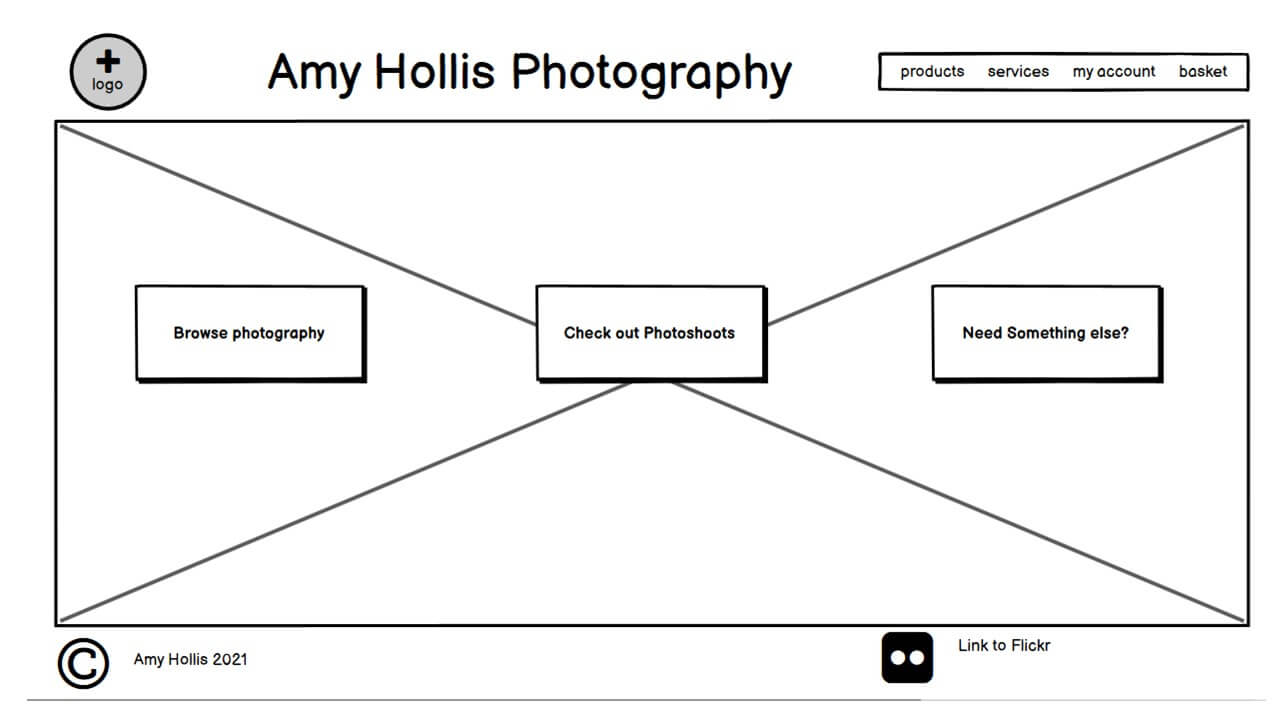 logo
Amy Hollis Photography
products services my account basket
Browse photography
Check out Photoshoots
Need Something else?
© Amy Hollis 2021
Link to Flickr